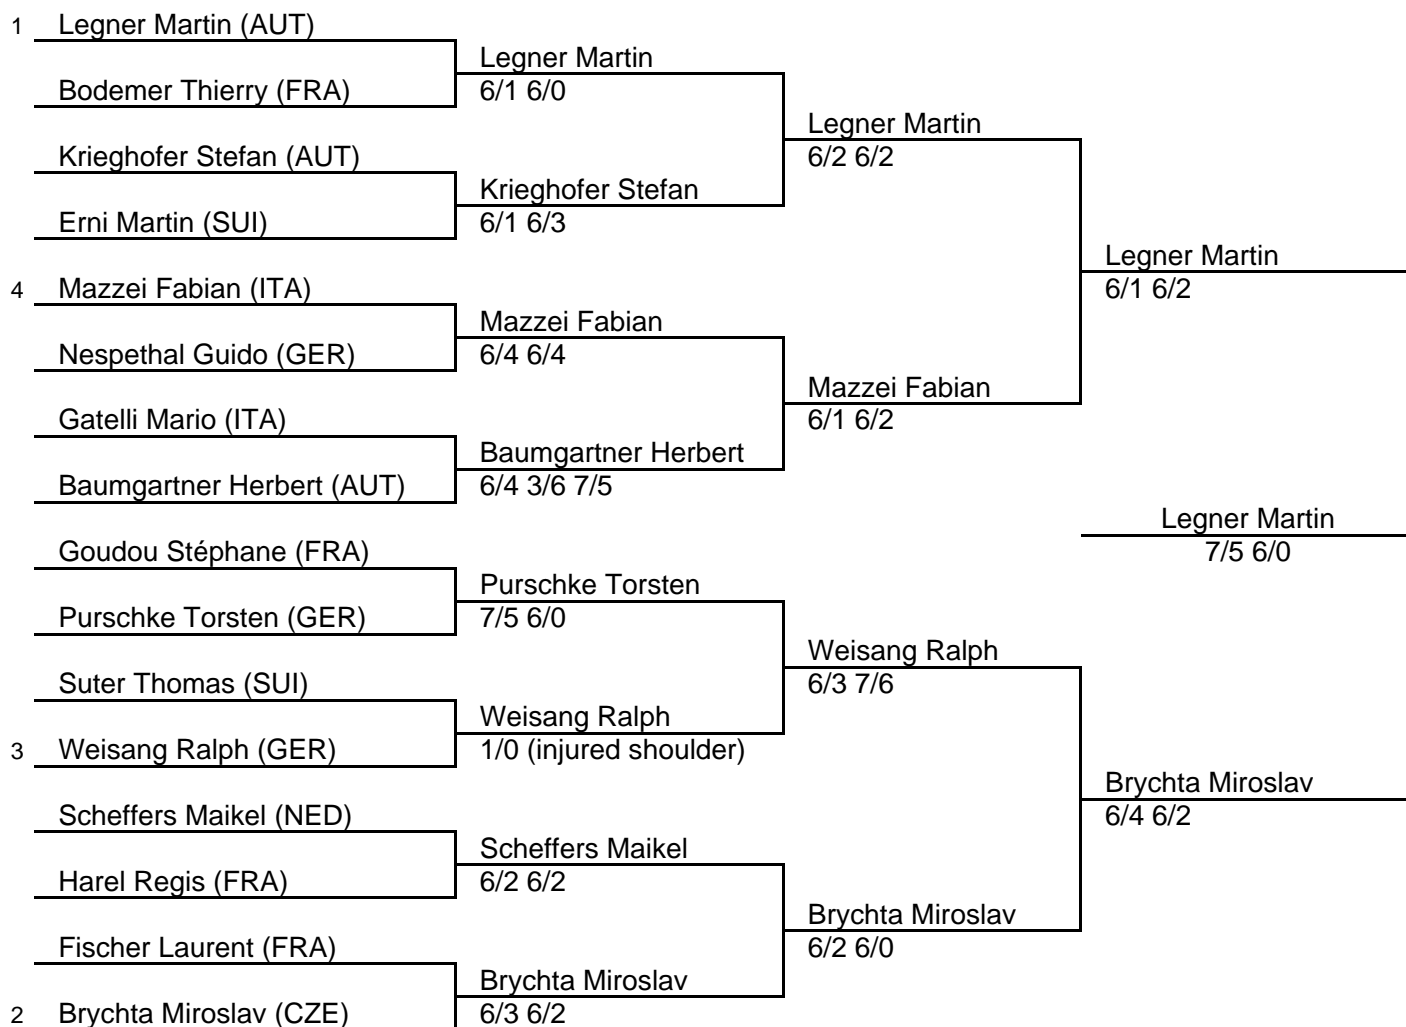 1 Legner Martin (AUT)
Legner Martin
Bodemer Thierry (FRA)
6/1 6/0
Legner Martin
Krieghofer Stefan (AUT)
6/2 6/2
Krieghofer Stefan
Erni Martin (SUI)
6/1 6/3
Legner Martin
4 Mazzei Fabian (ITA)
6/1 6/2
Mazzei Fabian
Nespethal Guido (GER)
6/4 6/4
Mazzei Fabian
Gatelli Mario (ITA)
6/1 6/2
Baumgartner Herbert
Baumgartner Herbert (AUT)
6/4 3/6 7/5
Legner Martin
Goudou Stéphane (FRA)
7/5 6/0
Purschke Torsten
Purschke Torsten (GER)
7/5 6/0
Weisang Ralph
Suter Thomas (SUI)
6/3 7/6
Weisang Ralph
3 Weisang Ralph (GER)
1/0 (injured shoulder)
Brychta Miroslav
Scheffers Maikel (NED)
6/4 6/2
Scheffers Maikel
Harel Regis (FRA)
6/2 6/2
Brychta Miroslav
Fischer Laurent (FRA)
6/2 6/0
Brychta Miroslav
2 Brychta Miroslav (CZE)
6/3 6/2